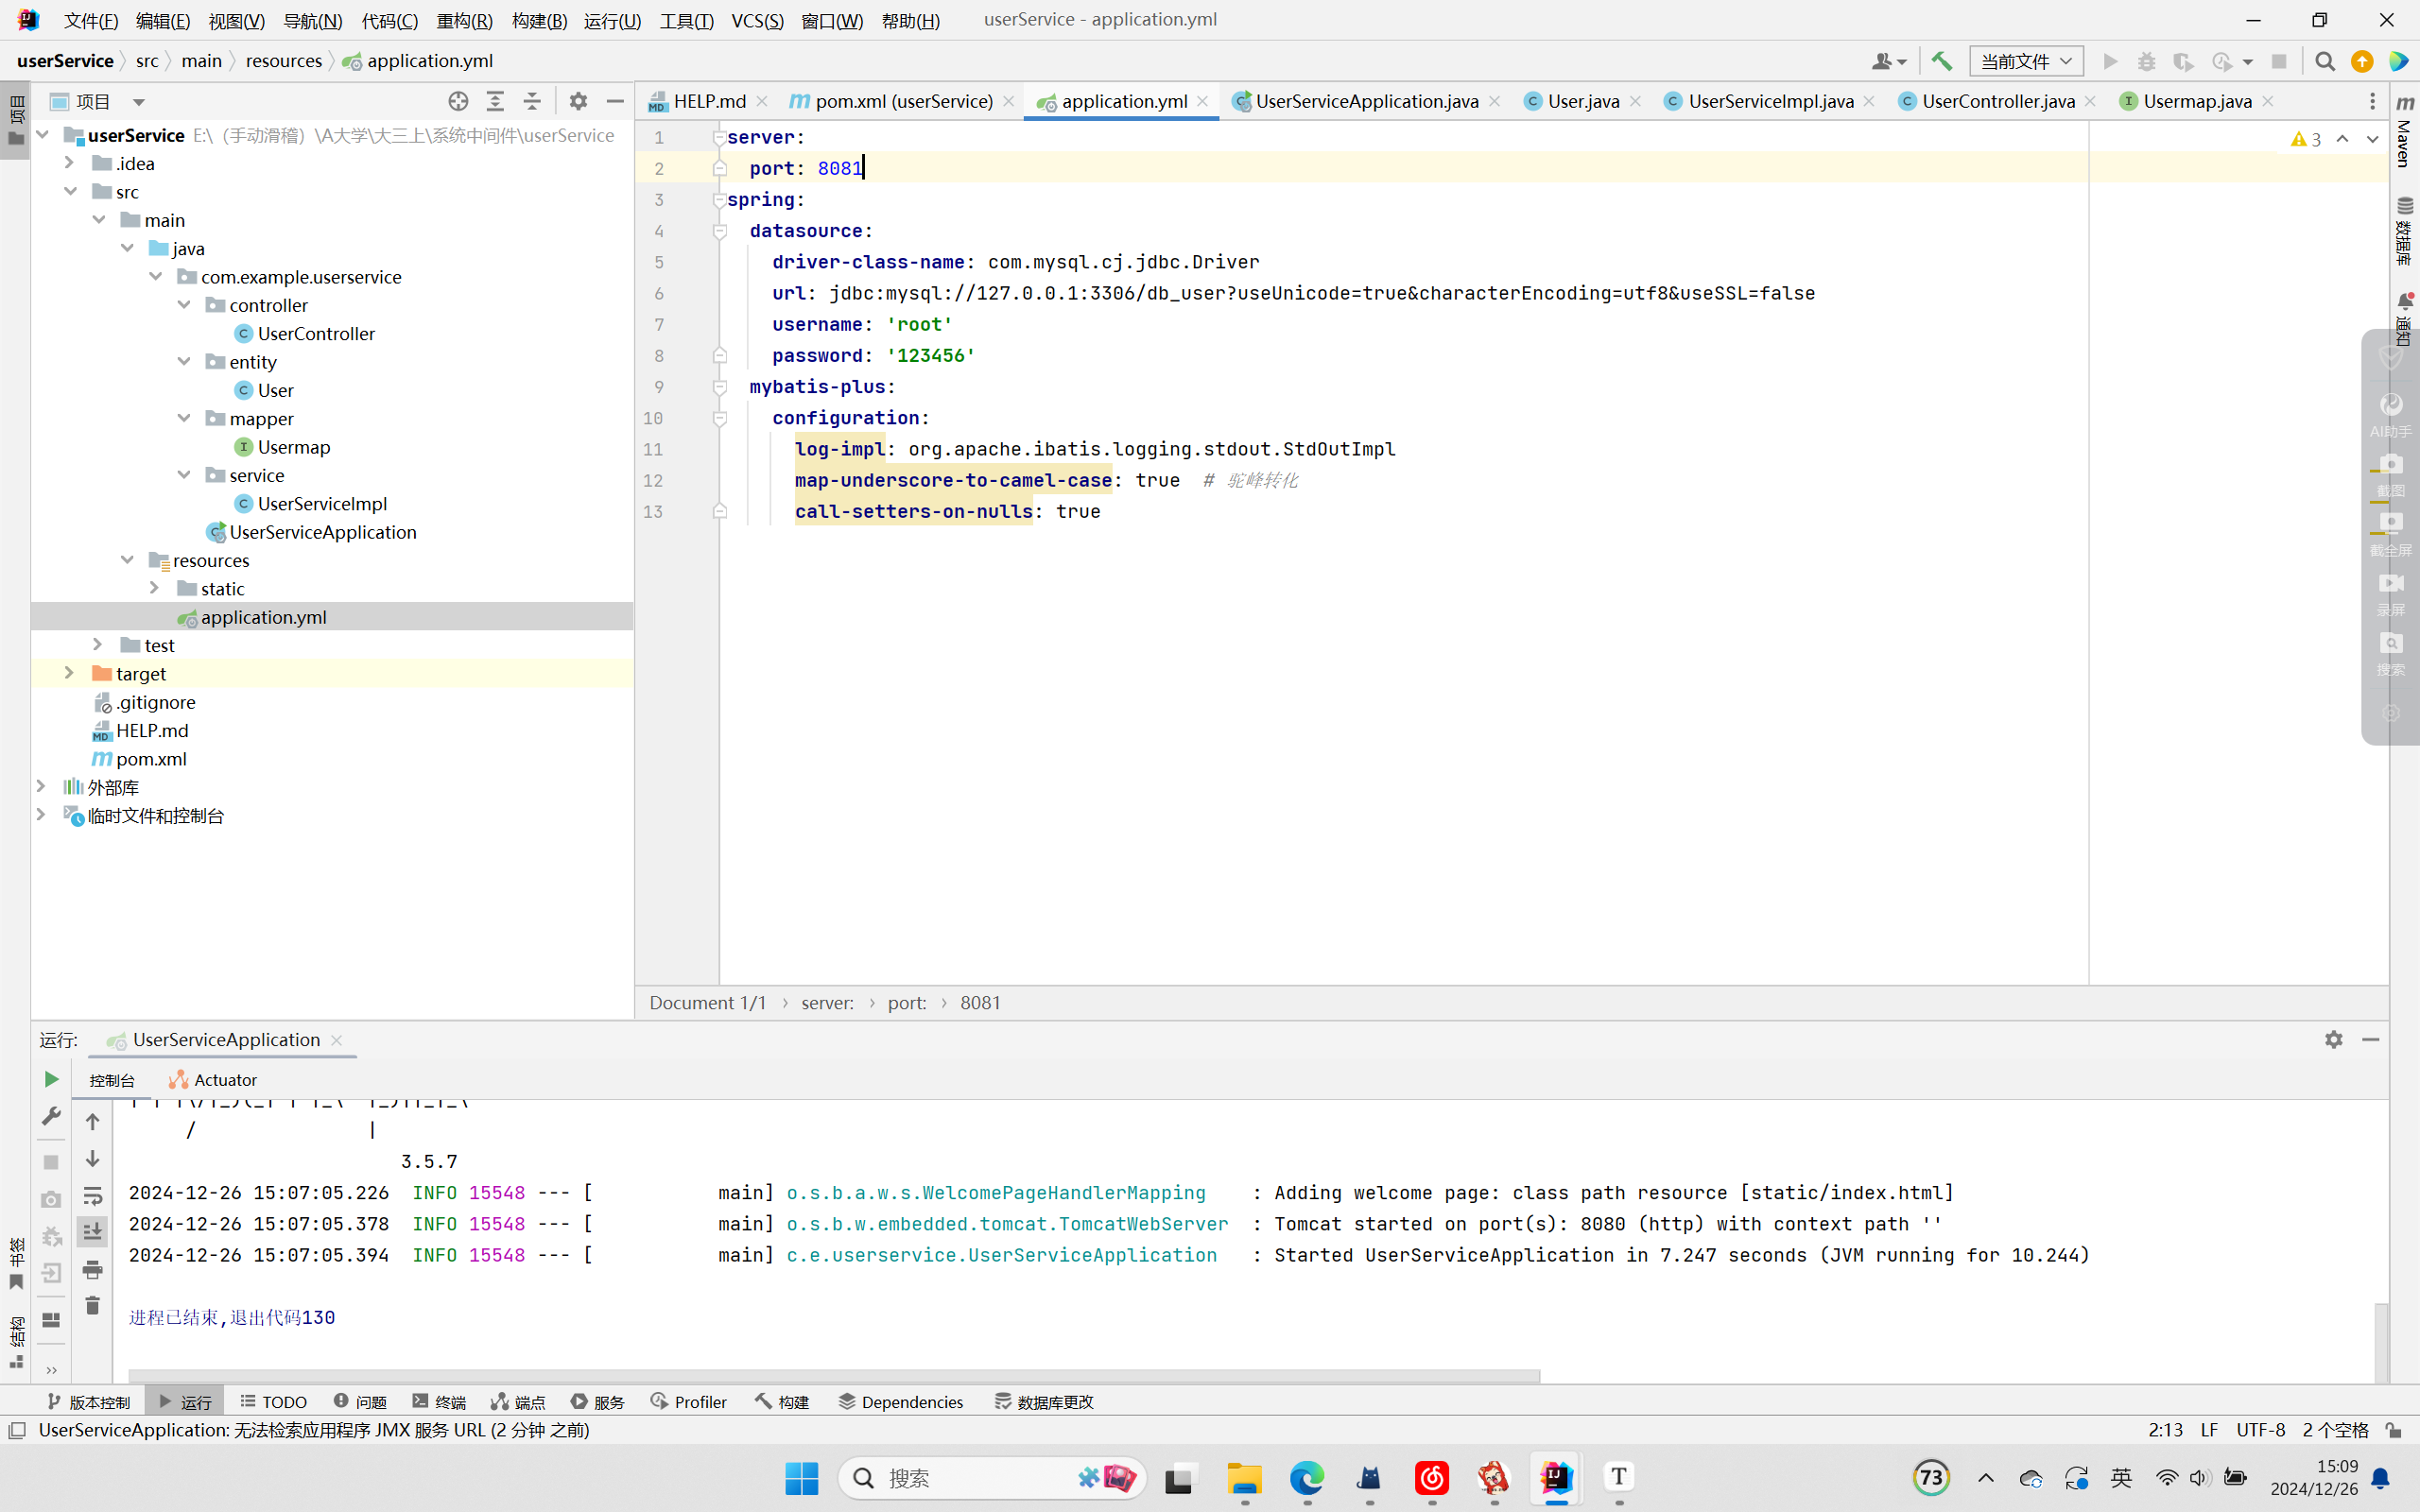 文件(F) 编辑(E) 视图(V) 导航(N) 代码(C) 重构(R) 构建(B) 运行(U) 工具(T) VCS(S) 窗口(W) 帮助(H) userService - application.yml
userService src main resources application.yml
当前文件
项目
HELP.md pom.xml (userService) application.yml UserServiceApplication.java User.java UserServiceImpl.java UserController.java Usermap.java
userService E:\（手动滑稽）\A大学\大三上\系统中间件\userService
.idea
src
main
java
com.example.userservice
controller
UserController
entity
User
mapper
Usermap
service
UserServiceImpl
UserServiceApplication
resources
static
application.yml
test
target
.gitignore
HELP.md
pom.xml
外部库
临时文件和控制台
1 server:
2 port: 8081
3 spring:
4 datasource:
5 driver-class-name: com.mysql.cj.jdbc.Driver
6 url: jdbc:mysql://127.0.0.1:3306/db_user?useUnicode=true&characterEncoding=utf8&useSSL=false
7 username: 'root'
8 password: '123456'
9 mybatis-plus:
10 configuration:
11 log-impl: org.apache.ibatis.logging.stdout.StdOutImpl
12 map-underscore-to-camel-case: true # 驼峰转化
13 call-setters-on-nulls: true
3
Document 1/1 › server: › port: › 8081
项目
书签
结构
Maven
数据库
通知
AI助手
截图
截全屏
录屏
搜索
运行: UserServiceApplication
控制台 Actuator
3.5.7
2024-12-26 15:07:05.226 INFO 15548 --- [ main] o.s.b.a.w.s.WelcomePageHandlerMapping : Adding welcome page: class path resource [static/index.html]
2024-12-26 15:07:05.378 INFO 15548 --- [ main] o.s.b.w.embedded.tomcat.TomcatWebServer : Tomcat started on port(s): 8080 (http) with context path ''
2024-12-26 15:07:05.394 INFO 15548 --- [ main] c.e.userservice.UserServiceApplication : Started UserServiceApplication in 7.247 seconds (JVM running for 10.244)
进程已结束,退出代码130
版本控制 运行 TODO 问题 终端 端点 服务 Profiler 构建 Dependencies 数据库更改
UserServiceApplication: 无法检索应用程序 JMX 服务 URL (2 分钟 之前) 2:13 LF UTF-8 2 个空格
搜索
73
英
15:09
2024/12/26